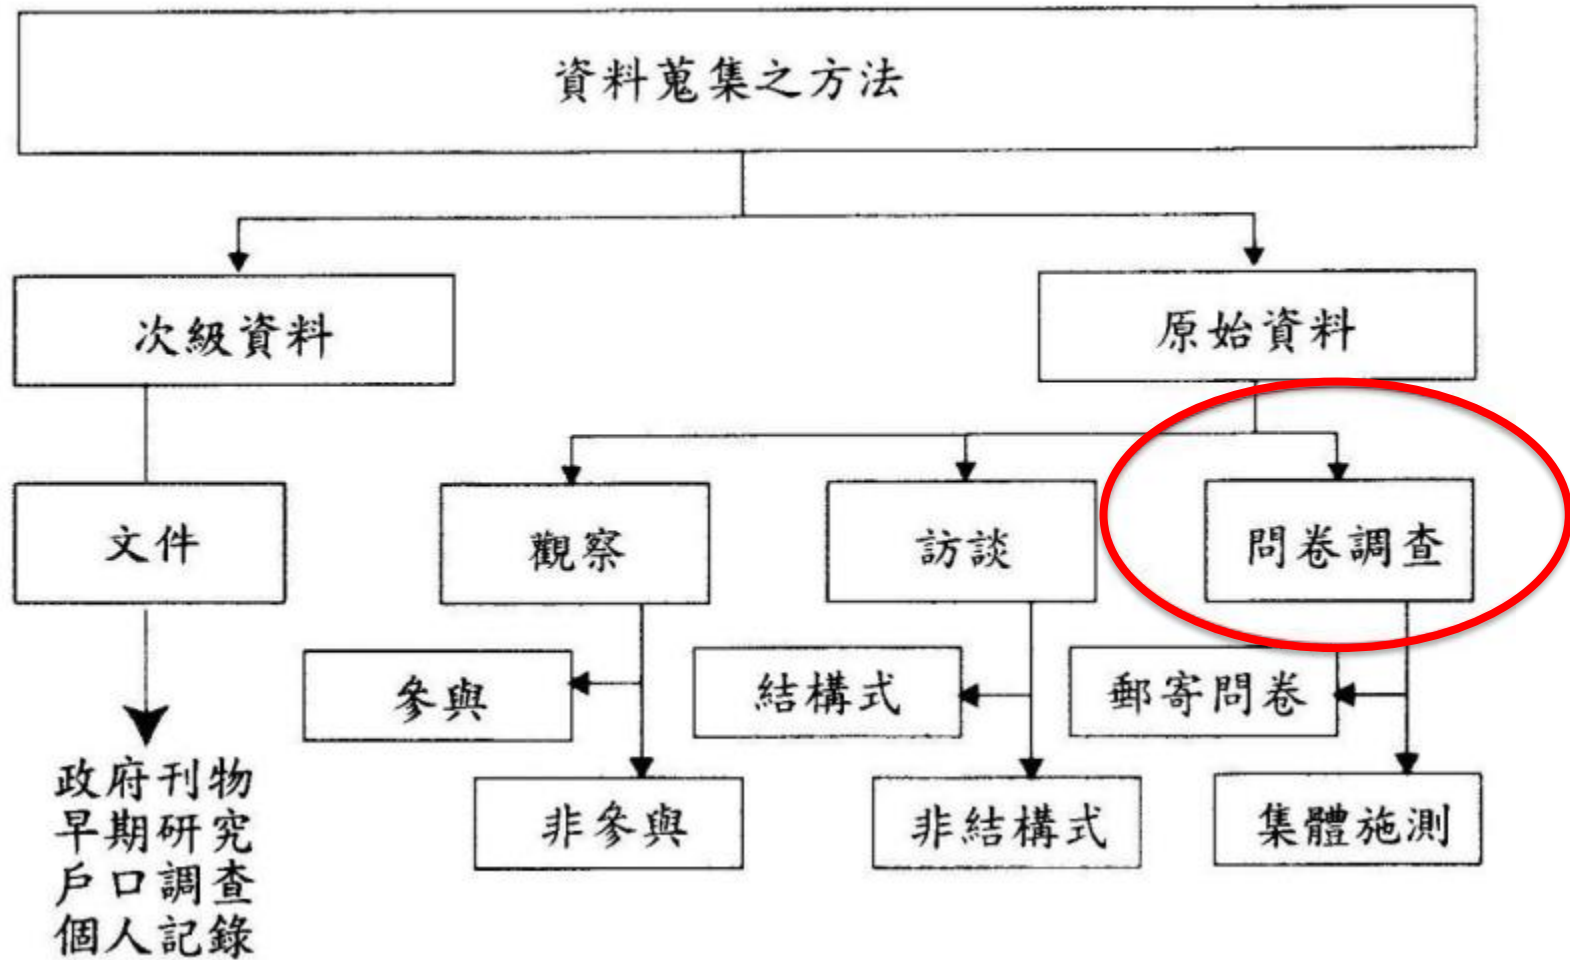 資料蒐集之方法
次級資料
原始資料
文件
觀察
訪談
問卷調查
參與
結構式
郵寄問卷
非參與
非結構式
集體施測
政府刊物
早期研究
戶口調查
個人記錄